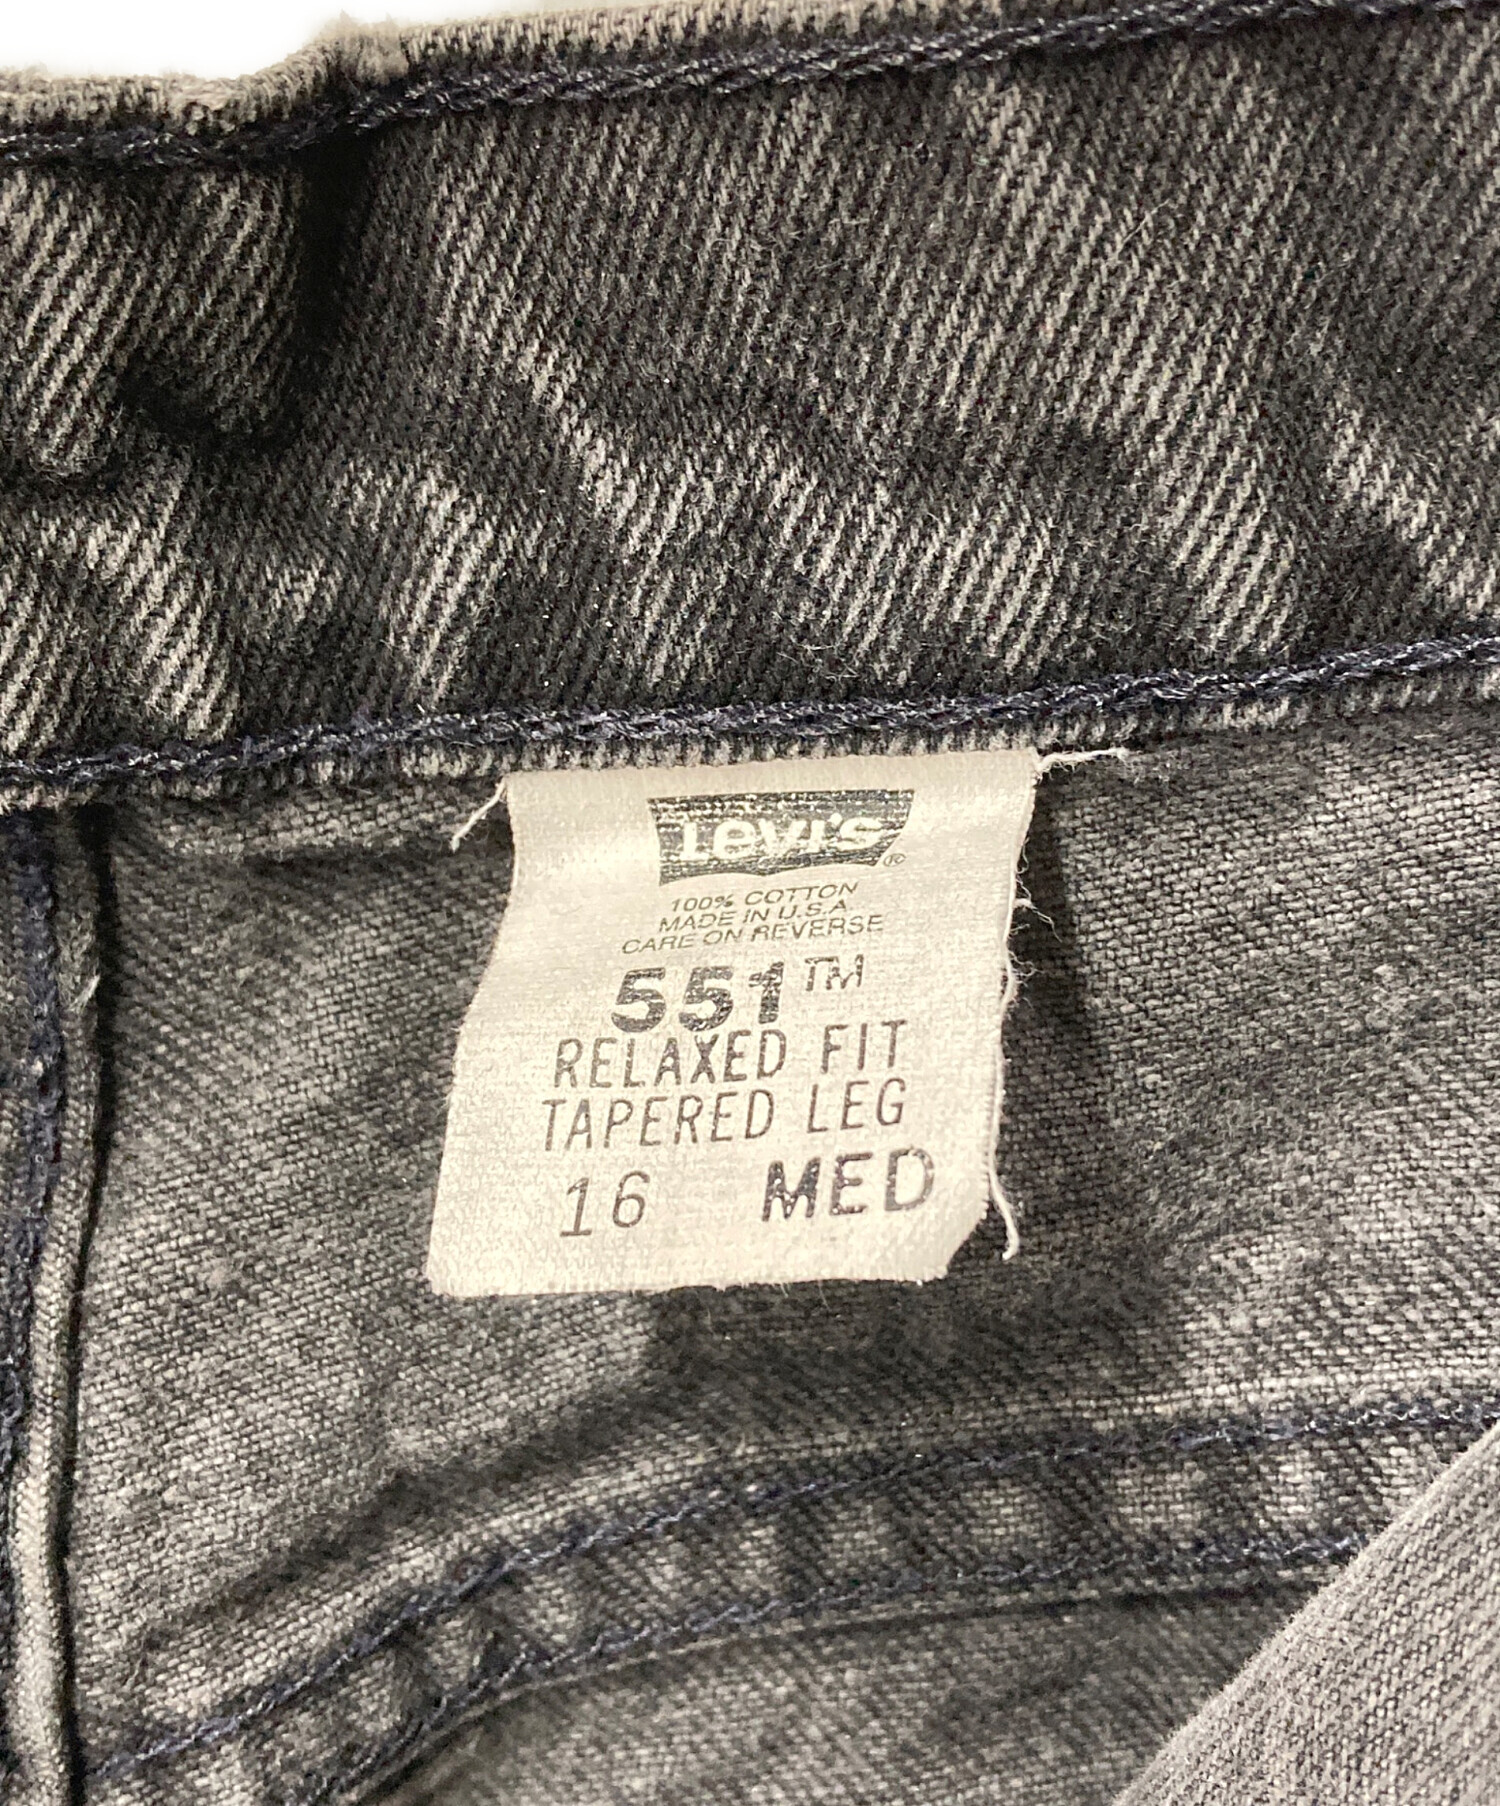 Levi's®
100% COTTON
MADE IN U.S.A.
CARE ON REVERSE
551™
RELAXED FIT
TAPERED LEG
16 MED